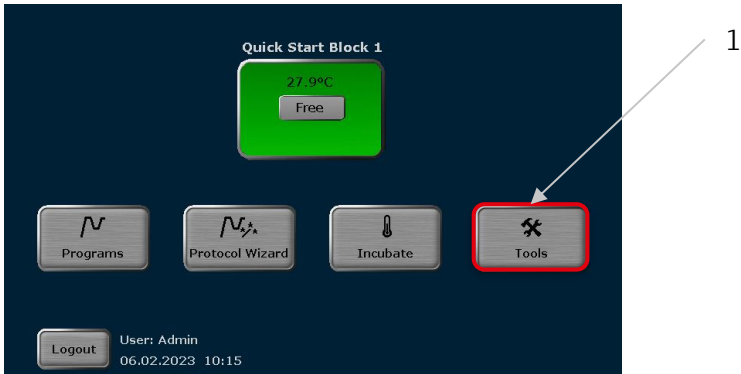 Quick Start Block 1
27.9ºC
Free
1
Programs
Protocol Wizard
Incubate
Tools
Logout
User: Admin
06.02.2023 10:15